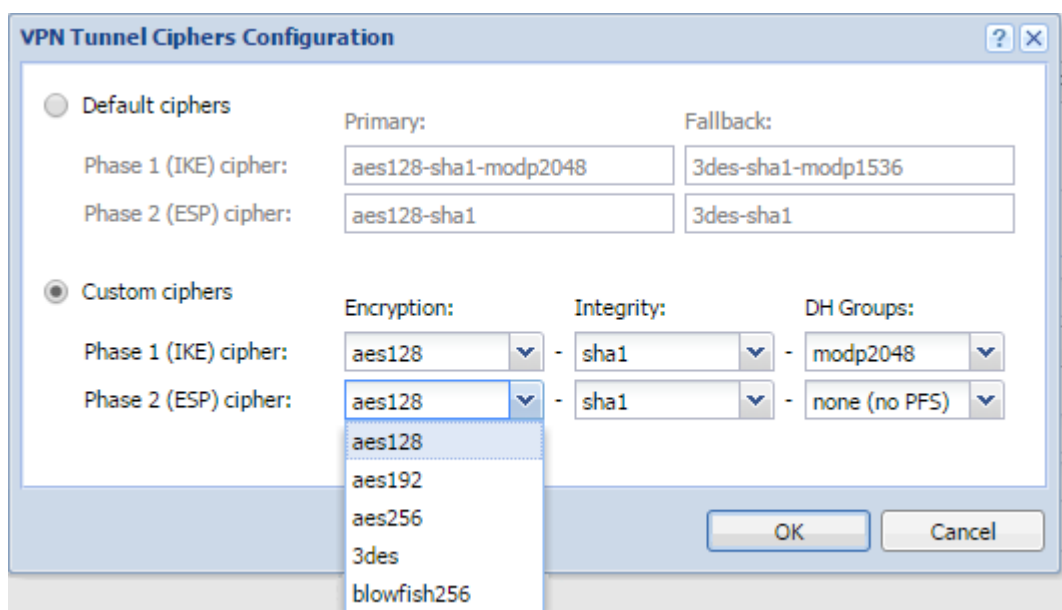 VPN Tunnel Ciphers Configuration
Default ciphers
Primary: Fallback:
Phase 1 (IKE) cipher: aes128-sha1-modp2048 3des-sha1-modp1536
Phase 2 (ESP) cipher: aes128-sha1 3des-sha1
Custom ciphers
Encryption: Integrity: DH Groups:
Phase 1 (IKE) cipher: aes128 - sha1 - modp2048
Phase 2 (ESP) cipher: aes128 - sha1 - none (no PFS)
aes128
aes192
aes256
3des
blowfish256
OK Cancel